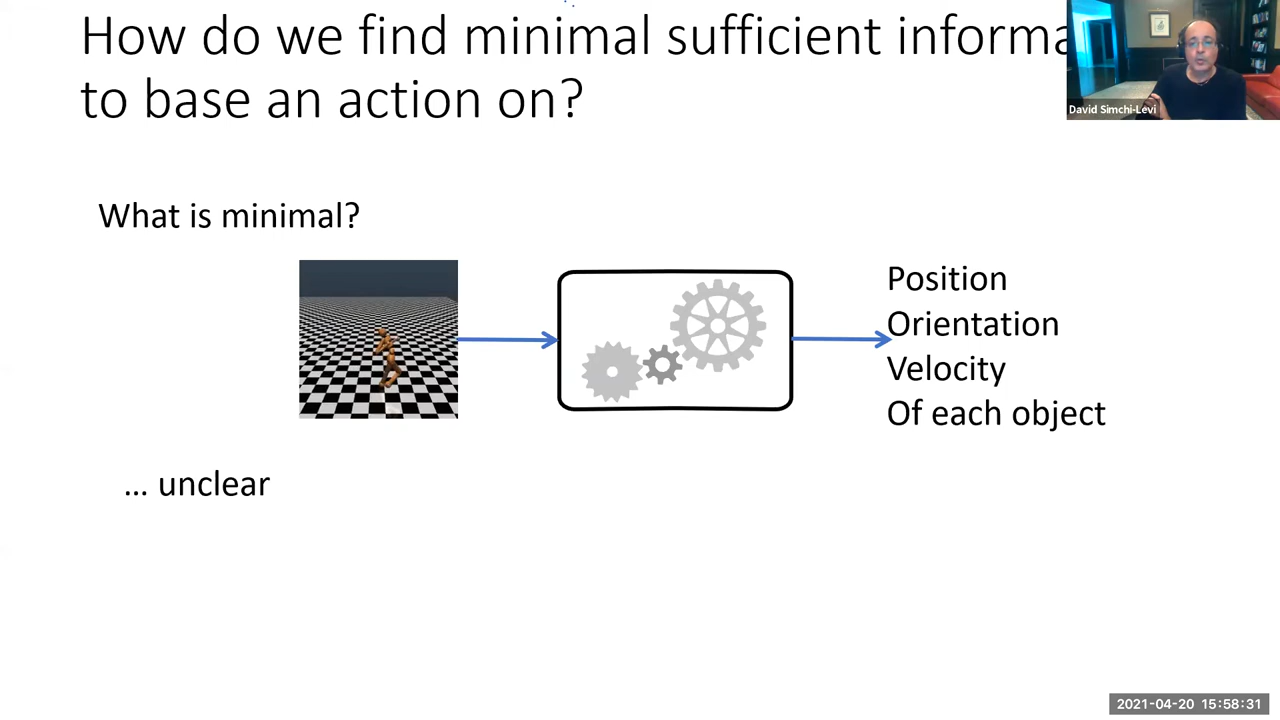 How do we find minimal sufficient informa
to base an action on?
David Simchi-Levi
What is minimal?
Position
Orientation
Velocity
Of each object
... unclear
2021-04-20 15:58:31